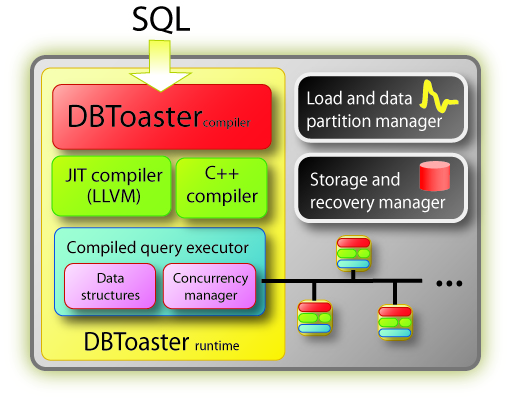 SQL
DBToaster compiler
JIT compiler
(LLVM)
C++
compiler
Compiled query executor
Data
structures
Concurrency
manager
DBToaster runtime
Load and data
partition manager
Storage and
recovery manager
...